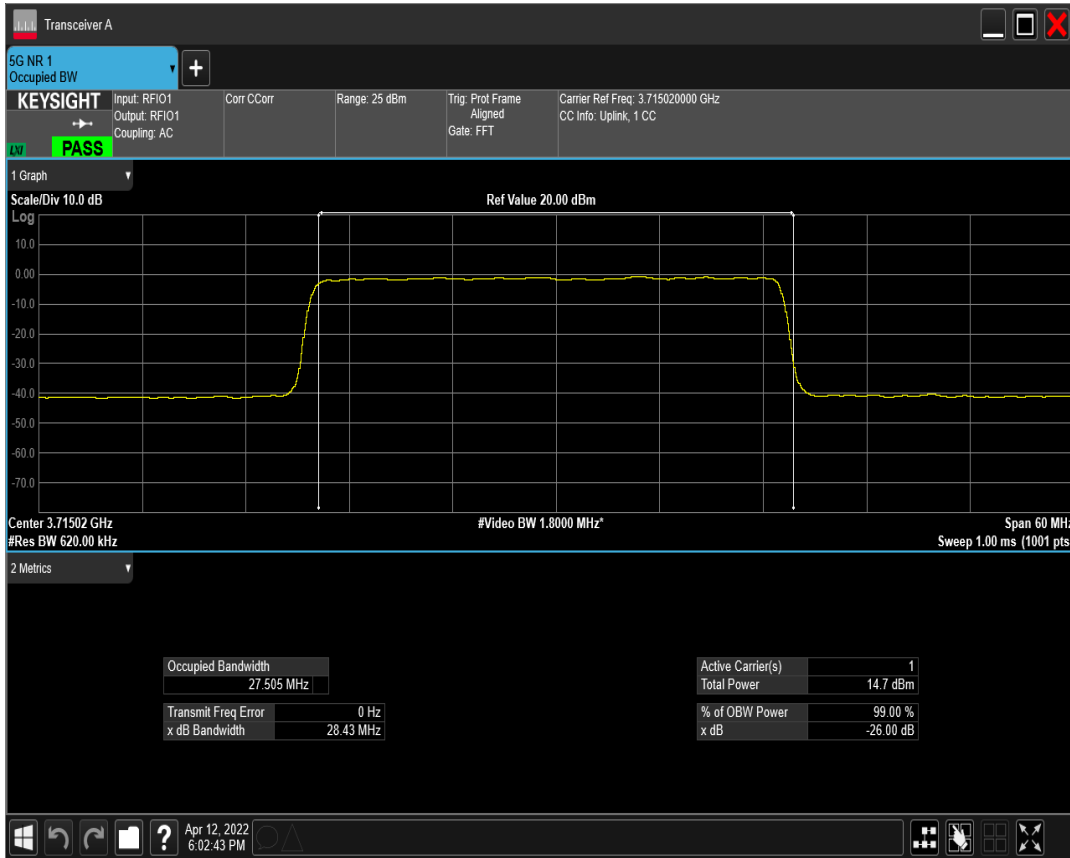 Transceiver A
5G NR 1
Occupied BW
+
KEYSIGHT
LXI
PASS
Input: RFIO1
Output: RFIO1
Coupling: AC
Corr CCorr
Range: 25 dBm
Trig: Prot Frame
Aligned
Gate: FFT
Carrier Ref Freq: 3.715020000 GHz
CC Info: Uplink, 1 CC
1 Graph
Scale/Div 10.0 dB
Ref Value 20.00 dBm
Log
10.0
0.00
-10.0
-20.0
-30.0
-40.0
-50.0
-60.0
-70.0
Center 3.71502 GHz
#Video BW 1.8000 MHz*
Span 60 MHz
#Res BW 620.00 kHz
Sweep 1.00 ms (1001 pts
2 Metrics
Occupied Bandwidth
27.505 MHz
Transmit Freq Error 0 Hz
x dB Bandwidth 28.43 MHz
Active Carrier(s) 1
Total Power 14.7 dBm
% of OBW Power 99.00 %
x dB -26.00 dB
?
Apr 12, 2022
6:02:43 PM